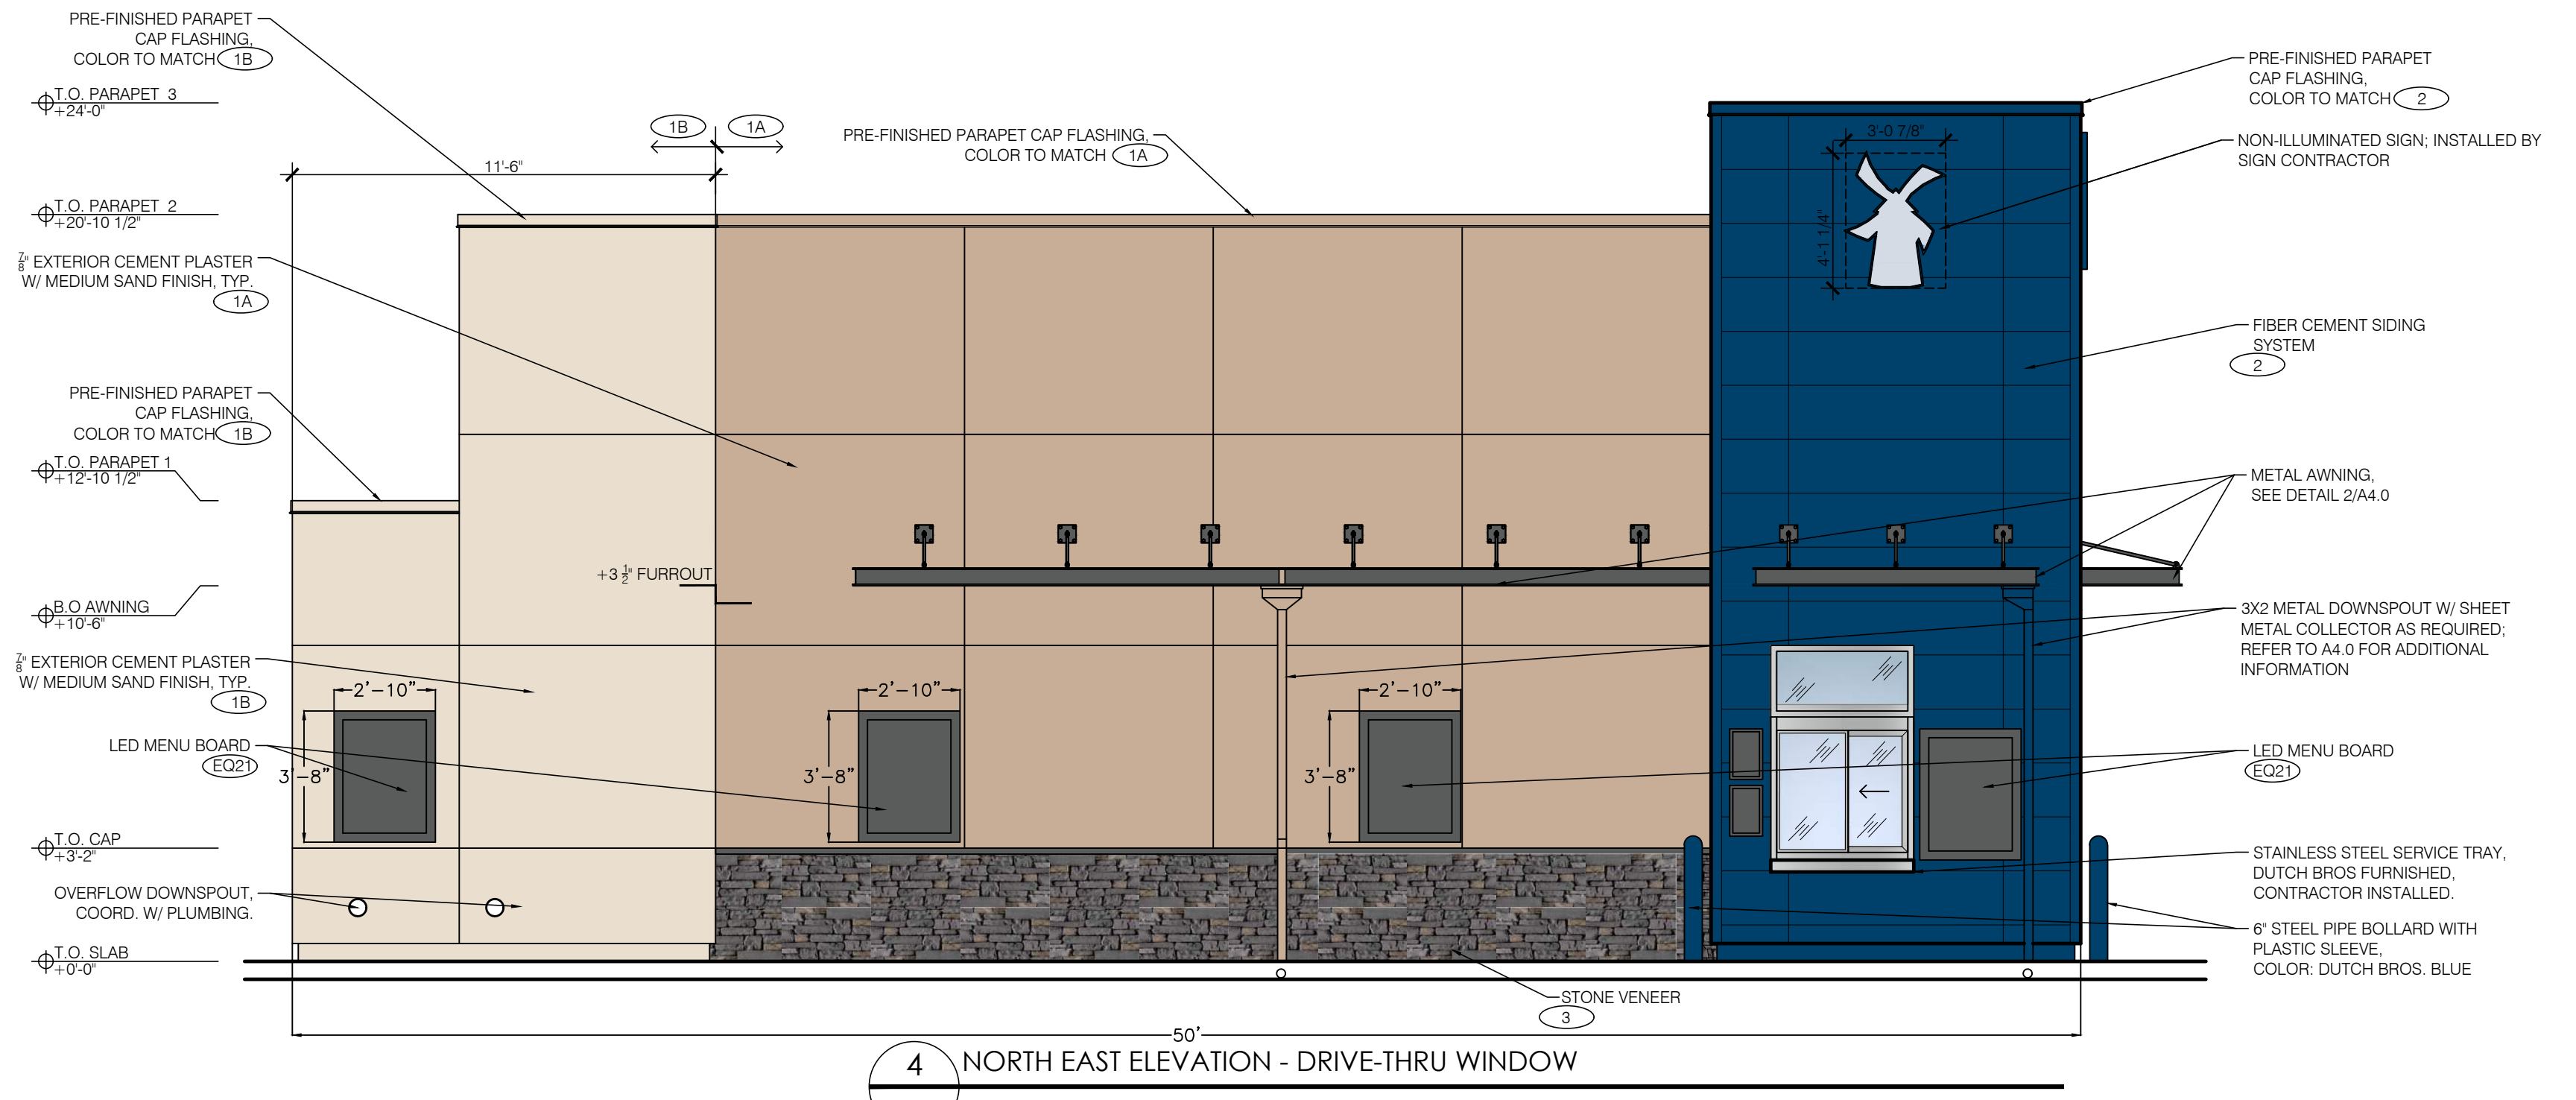 PRE-FINISHED PARAPET
CAP FLASHING,
COLOR TO MATCH 1B
T.O. PARAPET 3
+24'-0"
T.O. PARAPET 2
+20'-10 1/2"
7/8" EXTERIOR CEMENT PLASTER
W/ MEDIUM SAND FINISH, TYP.
1A
PRE-FINISHED PARAPET
CAP FLASHING,
COLOR TO MATCH 1B
T.O. PARAPET 1
+12'-10 1/2"
B.O AWNING
+10'-6"
7/8" EXTERIOR CEMENT PLASTER
W/ MEDIUM SAND FINISH, TYP.
1B
LED MENU BOARD
EQ21
T.O. CAP
+3'-2"
OVERFLOW DOWNSPOUT,
COORD. W/ PLUMBING.
T.O. SLAB
+0'-0"
11'-6"
1B 1A
PRE-FINISHED PARAPET CAP FLASHING,
COLOR TO MATCH 1A
+3 1/2" FURROUT
2'-10"
3'-8"
2'-10"
3'-8"
2'-10"
3'-8"
3'-0 7/8"
4'-1 1/4"
PRE-FINISHED PARAPET
CAP FLASHING,
COLOR TO MATCH 2
NON-ILLUMINATED SIGN; INSTALLED BY
SIGN CONTRACTOR
FIBER CEMENT SIDING
SYSTEM
2
METAL AWNING,
SEE DETAIL 2/A4.0
3X2 METAL DOWNSPOUT W/ SHEET
METAL COLLECTOR AS REQUIRED;
REFER TO A4.0 FOR ADDITIONAL
INFORMATION
LED MENU BOARD
EQ21
STAINLESS STEEL SERVICE TRAY,
DUTCH BROS FURNISHED,
CONTRACTOR INSTALLED.
6" STEEL PIPE BOLLARD WITH
PLASTIC SLEEVE,
COLOR: DUTCH BROS. BLUE
STONE VENEER
3
50'
4 NORTH EAST ELEVATION - DRIVE-THRU WINDOW